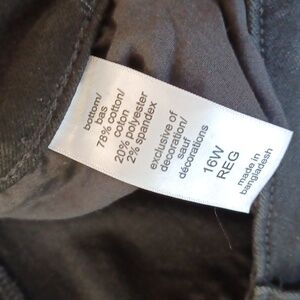 bottom/
bas
78% cotton/
coton
20% polyester
2% spandex
exclusive of
decoration/
sauf
décorations
16W
REG
made in
bangladesh